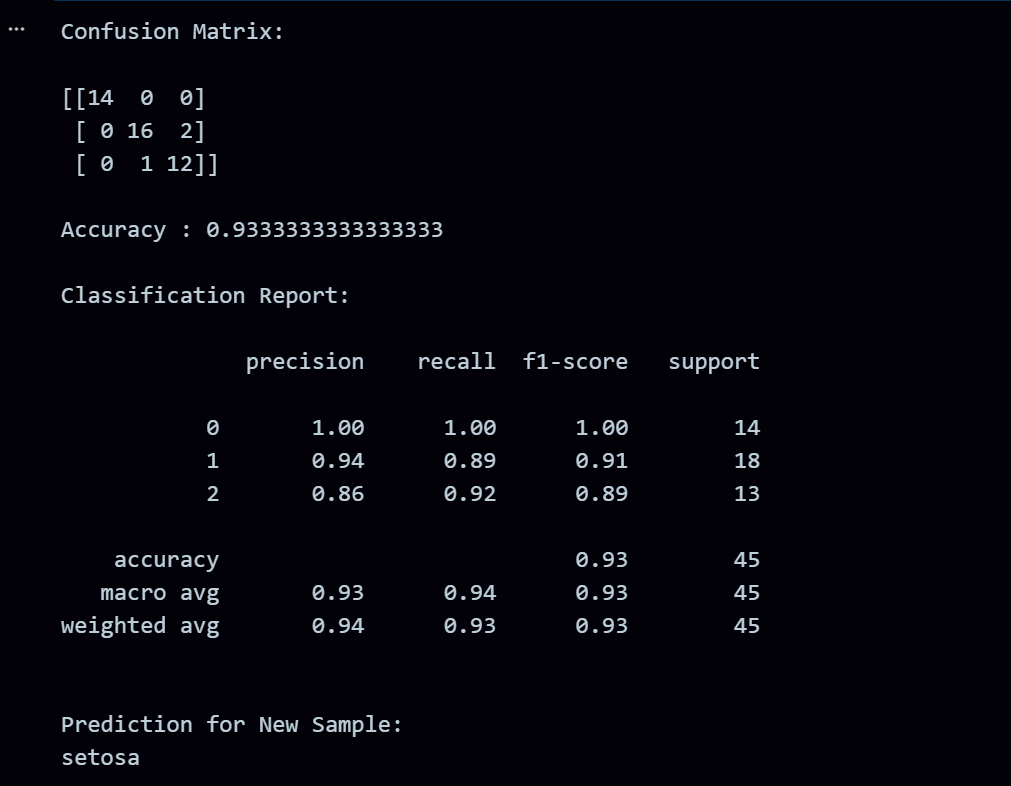 Confusion Matrix:
[[14  0  0]
 [ 0 16  2]
 [ 0  1 12]]
Accuracy : 0.9333333333333333
Classification Report:
              precision    recall  f1-score   support
           0       1.00      1.00      1.00        14
           1       0.94      0.89      0.91        18
           2       0.86      0.92      0.89        13
    accuracy                           0.93        45
   macro avg       0.93      0.94      0.93        45
weighted avg       0.94      0.93      0.93        45
Prediction for New Sample:
setosa